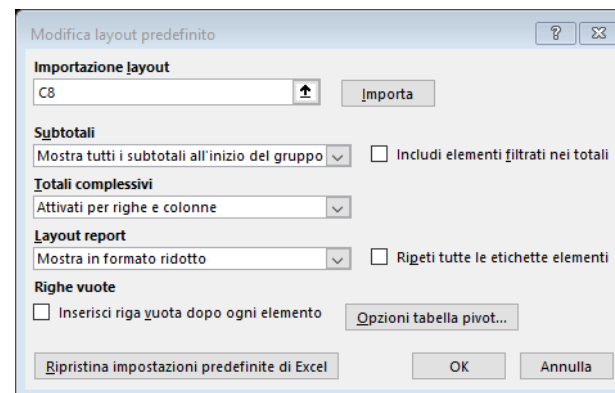 Modifica layout predefinito
Importazione layout
C8 Importa
Subtotali
Mostra tutti i subtotali all'inizio del gruppo Includi elementi filtrati nei totali
Totali complessivi
Attivati per righe e colonne
Layout report
Mostra in formato ridotto Ripeti tutte le etichette elementi
Righe vuote
Inserisci riga vuota dopo ogni elemento Opzioni tabella pivot...
Ripristina impostazioni predefinite di Excel OK Annulla